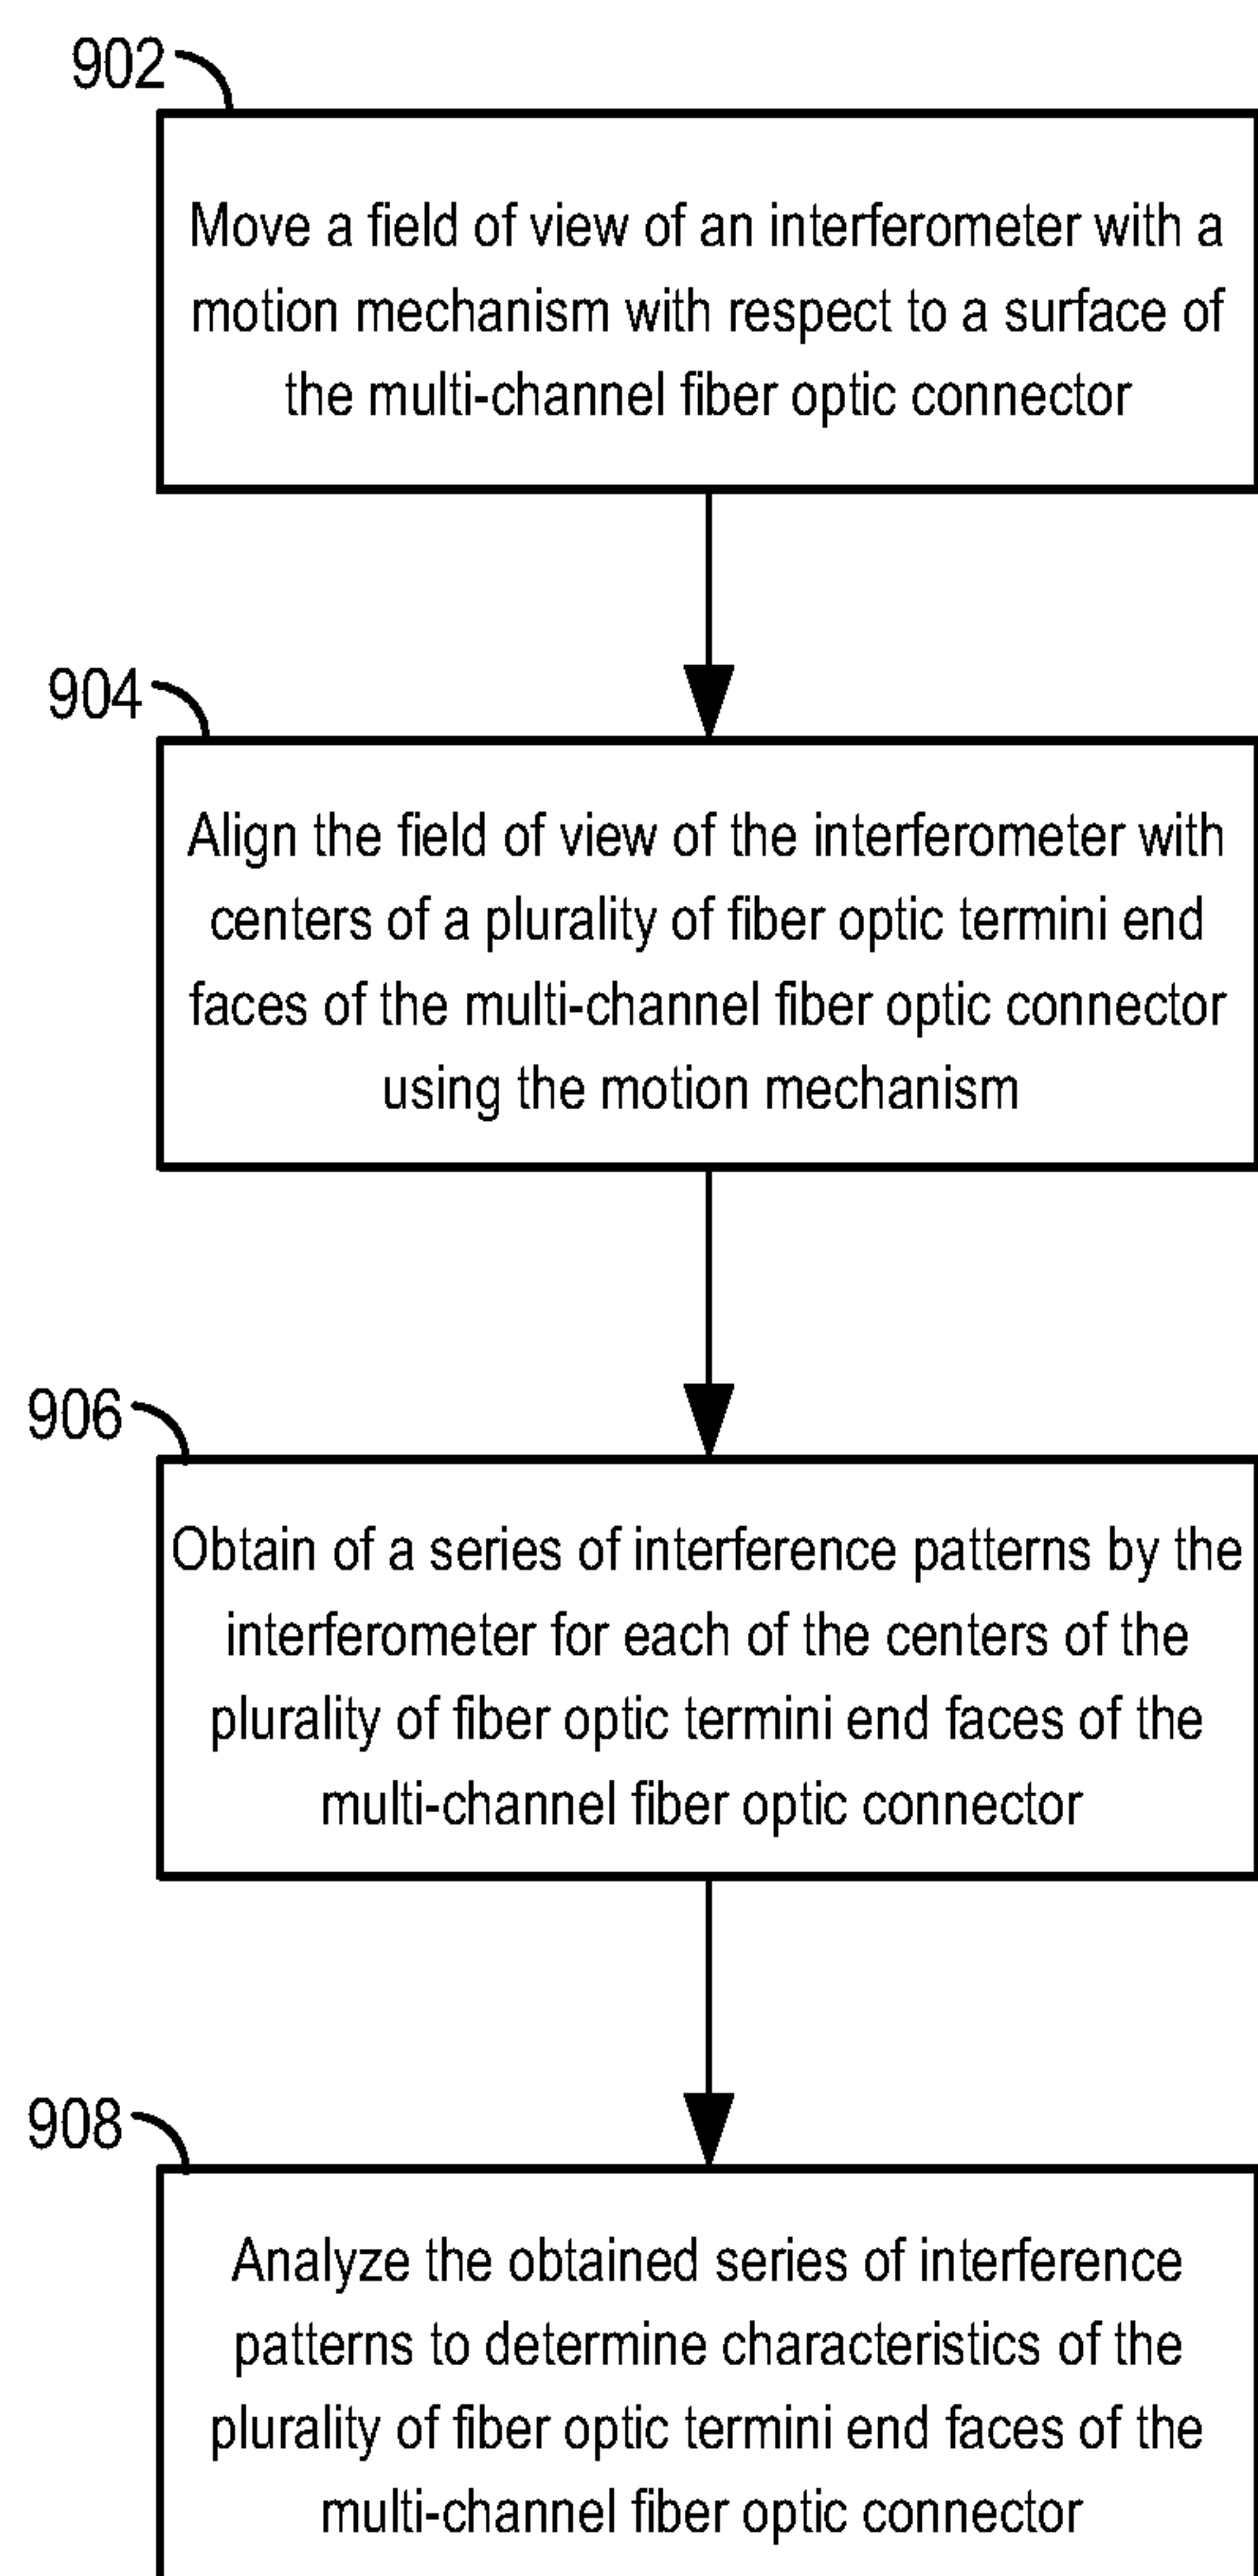 902
Move a field of view of an interferometer with a
motion mechanism with respect to a surface of
the multi-channel fiber optic connector
904
Align the field of view of the interferometer with
centers of a plurality of fiber optic termini end
faces of the multi-channel fiber optic connector
using the motion mechanism
906
Obtain of a series of interference patterns by the
interferometer for each of the centers of the
plurality of fiber optic termini end faces of the
multi-channel fiber optic connector
908
Analyze the obtained series of interference
patterns to determine characteristics of the
plurality of fiber optic termini end faces of the
multi-channel fiber optic connector